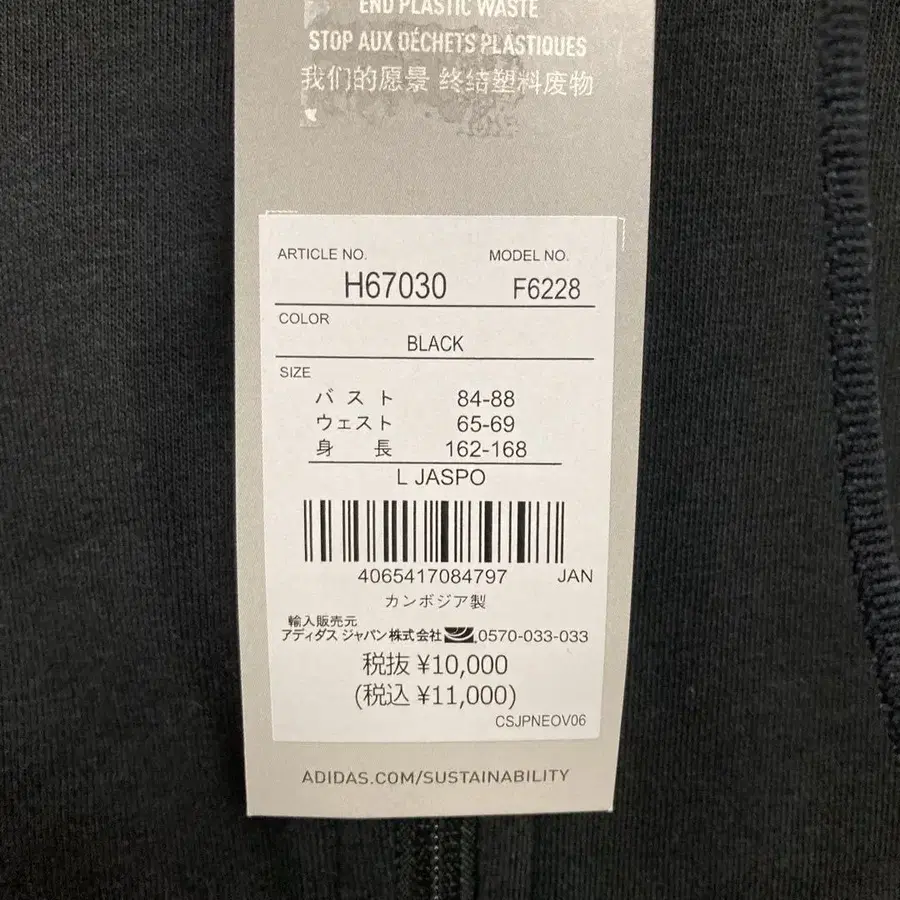 END PLASTIC WASTE
STOP AUX DÉCHETS PLASTIQUES
我们的愿景 终结塑料废物
ARTICLE NO. MODEL NO.
H67030 F6228
COLOR
BLACK
SIZE
バスト 84-88
ウェスト 65-69
身 長 162-168
L JASPO
4065417084797 JAN
カンボジア製
輸入販売元
アディダス ジャパン株式会社 0570-033-033
税抜 ¥10,000
(税込 ¥11,000)
CSJPNEOV06
ADIDAS.COM/SUSTAINABILITY